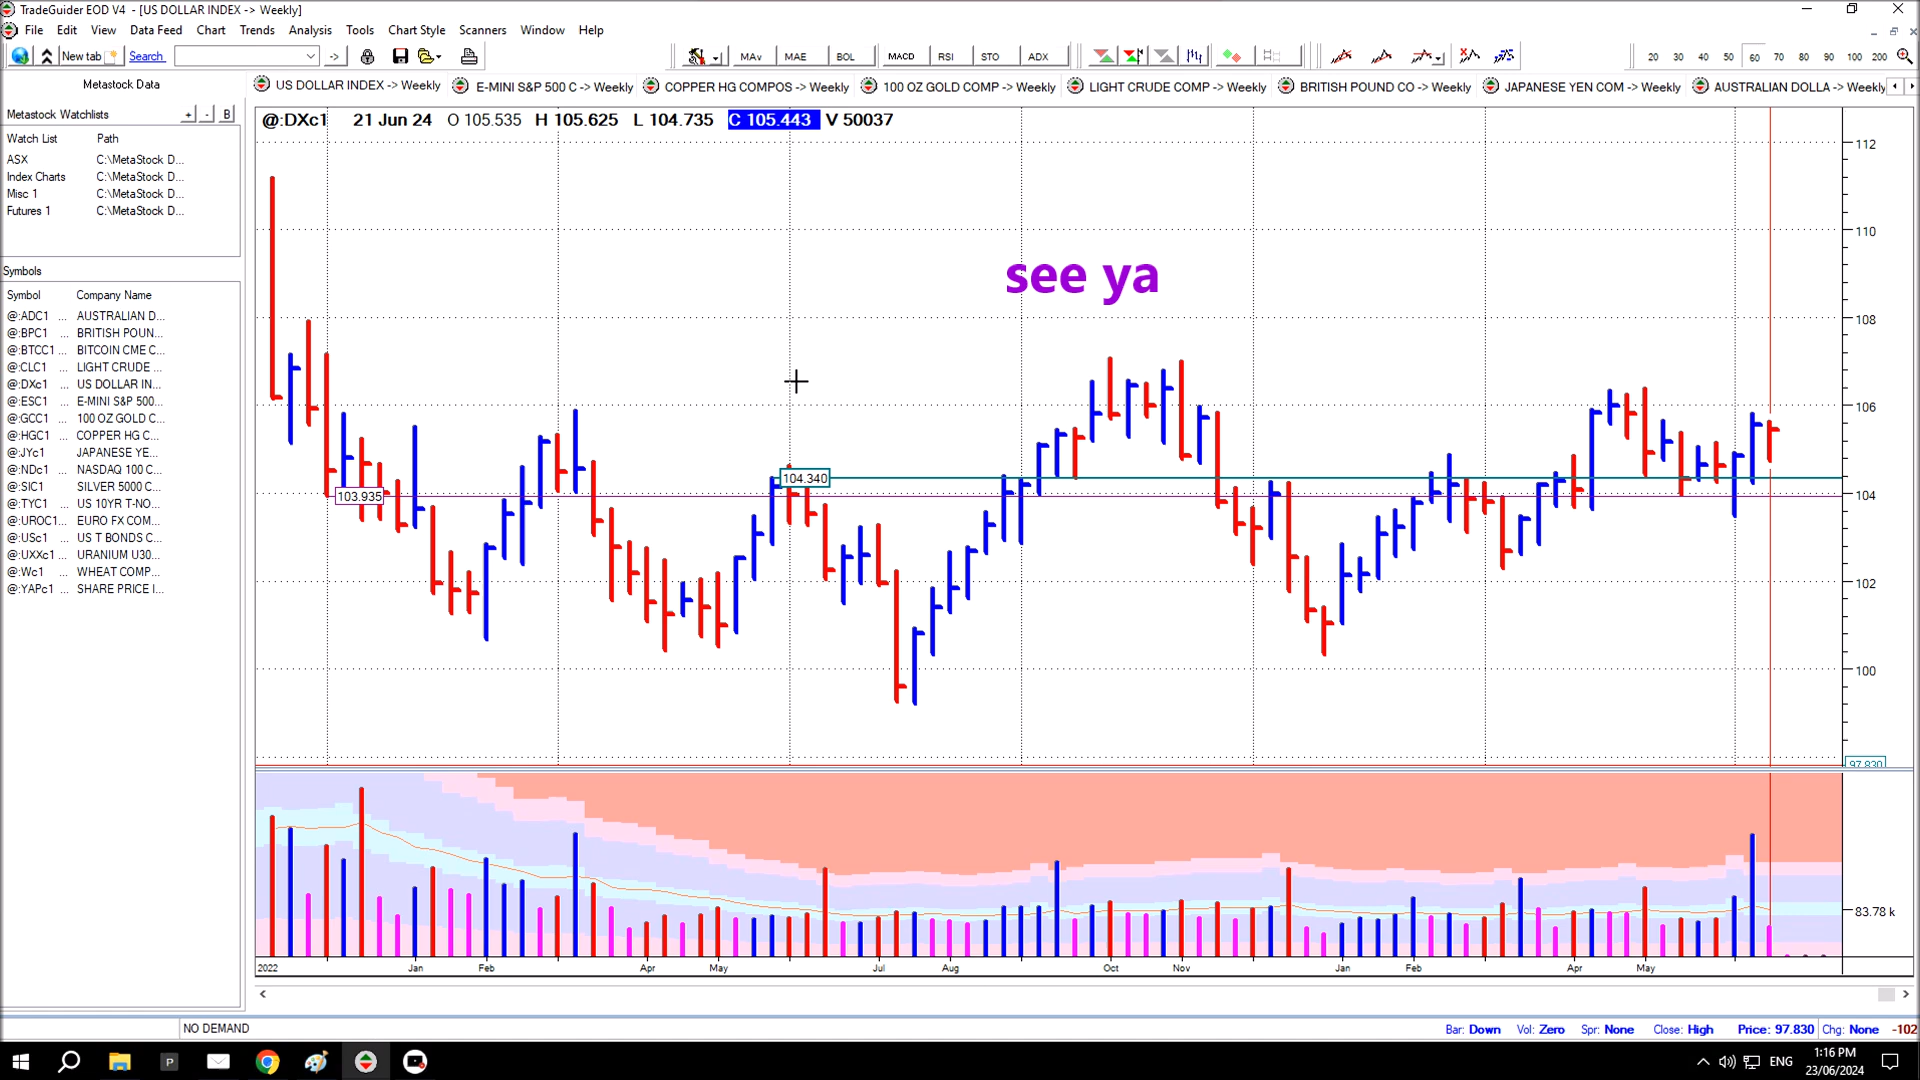 TradeGuider EOD V4 - [US DOLLAR INDEX -> Weekly]
File Edit View Data Feed Chart Trends Analysis Chart Style Tools Scanners Window Help
New tab Search -> MAv MAE BOL MACD RSI STO ADX 20 30 40 50 60 70 80 90 100 200
Metastock Data
US DOLLAR INDEX -> Weekly E-MINI S&P 500 C -> Weekly COPPER HG COMPOS -> Weekly 100 OZ GOLD COMP -> Weekly LIGHT CRUDE COMP -> Weekly BRITISH POUND CO -> Weekly JAPANESE YEN COM -> Weekly AUSTRALIAN DOLLA -> Weekly
Metastock Watchlists + - B
Watch List Path
ASX C:\MetaStock D...
Index Charts C:\MetaStock D...
Misc 1 C:\MetaStock D...
Futures 1 C:\MetaStock D...
Symbols
Symbol Company Name
@:ADC1 ... AUSTRALIAN D...
@:BPC1 ... BRITISH POUN...
@:BTCC1 ... BITCOIN CME C...
@:CLC1 ... LIGHT CRUDE ...
@:DXc1 ... US DOLLAR IN...
@:ESC1 ... E-MINI S&P 500...
@:GCC1 ... 100 OZ GOLD C...
@:HGC1 ... COPPER HG C...
@:JYc1 ... JAPANESE YE...
@:NDc1 ... NASDAQ 100 C...
@:SIC1 ... SILVER 5000 C...
@:TYC1 ... US 10YR T-NO...
@:UROC1... EURO FX COM...
@:USc1 ... US T BONDS C...
@:UXXc1 ... URANIUM U30...
@:Wc1 ... WHEAT COMP...
@:YAPc1 ... SHARE PRICE I...
@:DXc1 21 Jun 24 O 105.535 H 105.625 L 104.735 C 105.443 V 50037
see ya
104.340
103.935
112
110
108
106
104
102
100
97.830
83.78 k
2022 Jan Feb Apr May Jul Aug Oct Nov Jan Feb Apr May
NO DEMAND
Bar: Down Vol: Zero Spr: None Close: High Price: 97.830 Chg: None -102
ENG
1:16 PM
23/06/2024